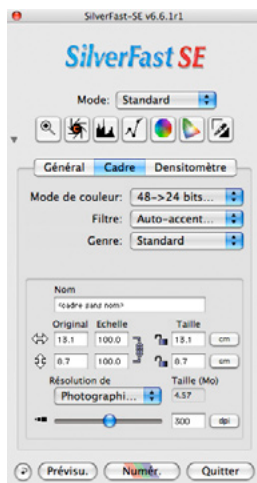 SilverFast-SE v6.6.1r1
SilverFast SE
Mode: Standard
Général Cadre Densitomètre
Mode de couleur: 48->24 bits...
Filtre: Auto-accent...
Genre: Standard
Nom
<cadre sans nom>
Original Echelle Taille
13.1 100.0 13.1 cm
8.7 100.0 8.7 cm
Résolution de Taille (Mo)
Photographi... 4.57
300 dpi
Prévisu. Numér. Quitter